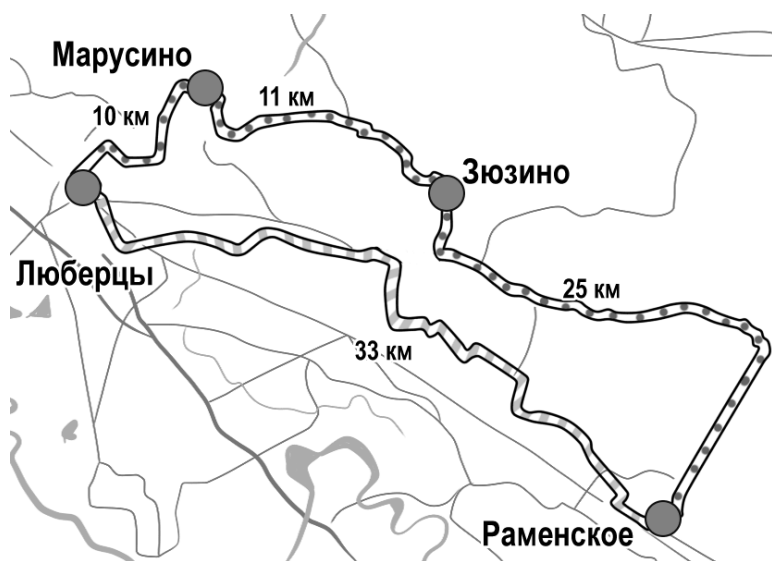 Марусино
10 км
11 км
Зюзино
Люберцы
25 км
33 км
Раменское